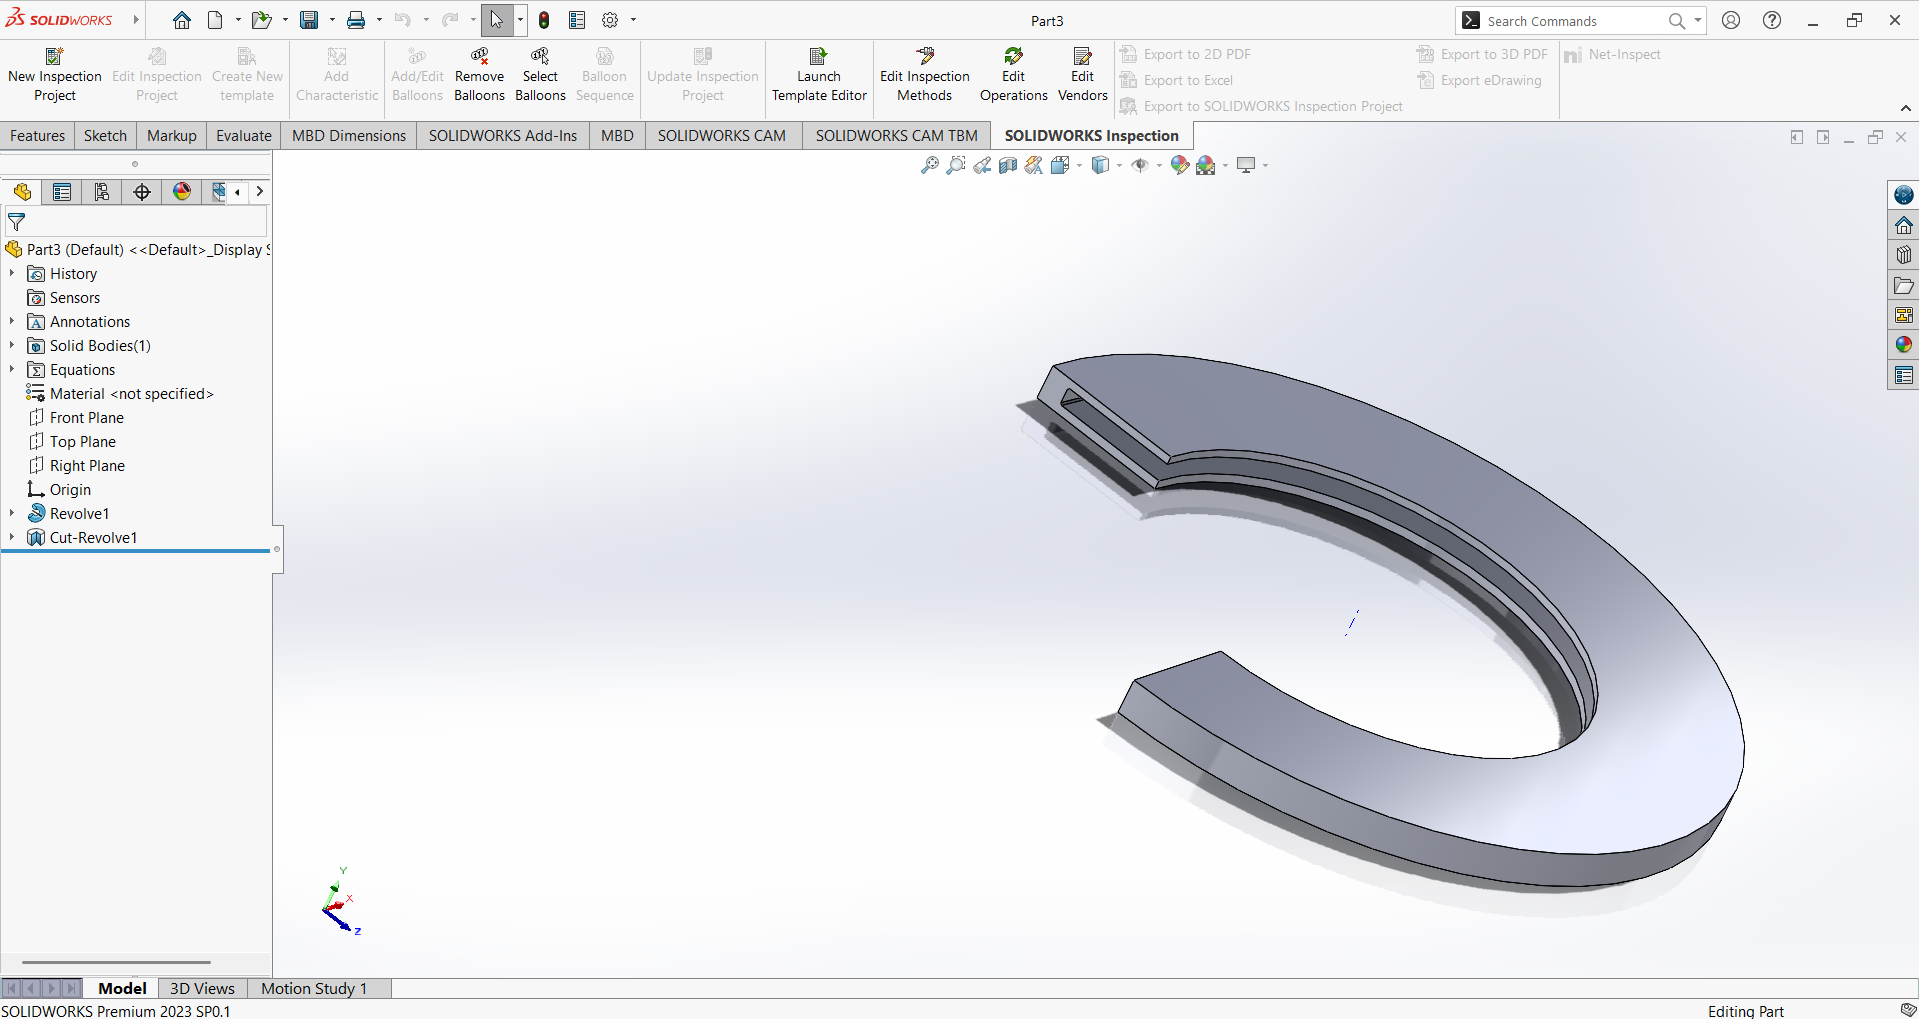 SOLIDWORKS
Part3
Search Commands
New Inspection Project
Edit Inspection Project
Create New template
Add Characteristic
Add/Edit Balloons
Remove Balloons
Select Balloons
Balloon Sequence
Update Inspection Project
Launch Template Editor
Edit Inspection Methods
Edit Operations
Edit Vendors
Export to 2D PDF
Export to Excel
Export to SOLIDWORKS Inspection Project
Export to 3D PDF
Export eDrawing
Net-Inspect
Features
Sketch
Markup
Evaluate
MBD Dimensions
SOLIDWORKS Add-Ins
MBD
SOLIDWORKS CAM
SOLIDWORKS CAM TBM
SOLIDWORKS Inspection
Part3 (Default) <<Default>_Display S
History
Sensors
Annotations
Solid Bodies(1)
Equations
Material <not specified>
Front Plane
Top Plane
Right Plane
Origin
Revolve1
Cut-Revolve1
Y
X
Z
Model
3D Views
Motion Study 1
SOLIDWORKS Premium 2023 SP0.1
Editing Part